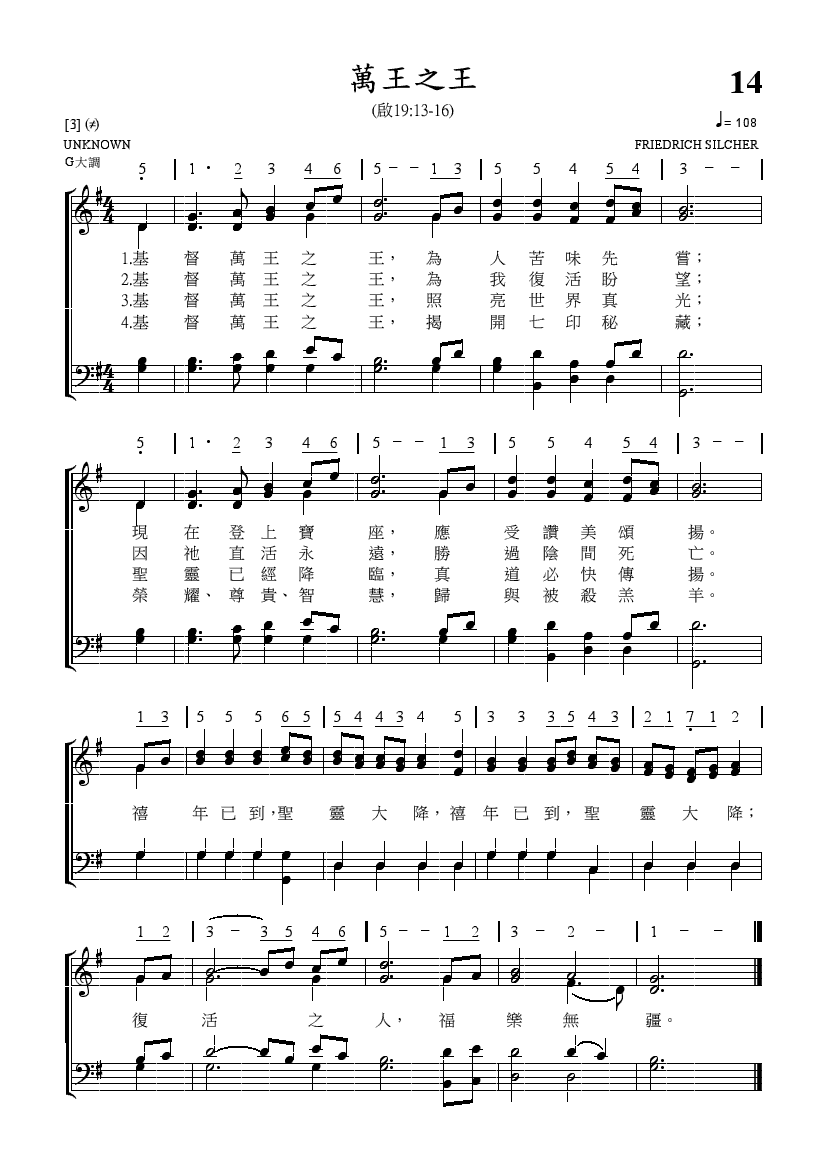 萬王之王
14
(啟19:13-16)
[3] (≠)
♩= 108
UNKNOWN
FRIEDRICH SILCHER
G大調
5 | 1 · 2 3 4 6 | 5 – – 1 3 | 5 5 4 5 4 | 3 – – |
1.基 督 萬 王 之 王，為 人 苦 味 先 嘗；
2.基 督 萬 王 之 王，為 我 復 活 盼 望；
3.基 督 萬 王 之 王，照 亮 世 界 真 光；
4.基 督 萬 王 之 王，揭 開 七 印 秘 藏；
5 | 1 · 2 3 4 6 | 5 – – 1 3 | 5 5 4 5 4 | 3 – – |
現 在 登 上 寶 座，應 受 讚 美 頌 揚。
因 祂 直 活 永 遠，勝 過 陰 間 死 亡。
聖 靈 已 經 降 臨，真 道 必 快 傳 揚。
榮 耀、尊 貴、智 慧，歸 與 被 殺 羔 羊。
1 3 | 5 5 5 6 5 | 5 4 4 3 4 5 | 3 3 3 5 4 3 | 2 1 7 1 2 |
禧 年 已 到，聖 靈 大 降，禧 年 已 到，聖 靈 大 降；
1 2 | 3 – 3 5 4 6 | 5 – – 1 2 | 3 – 2 – | 1 – – ‖
復 活 之 人，福 樂 無 疆。